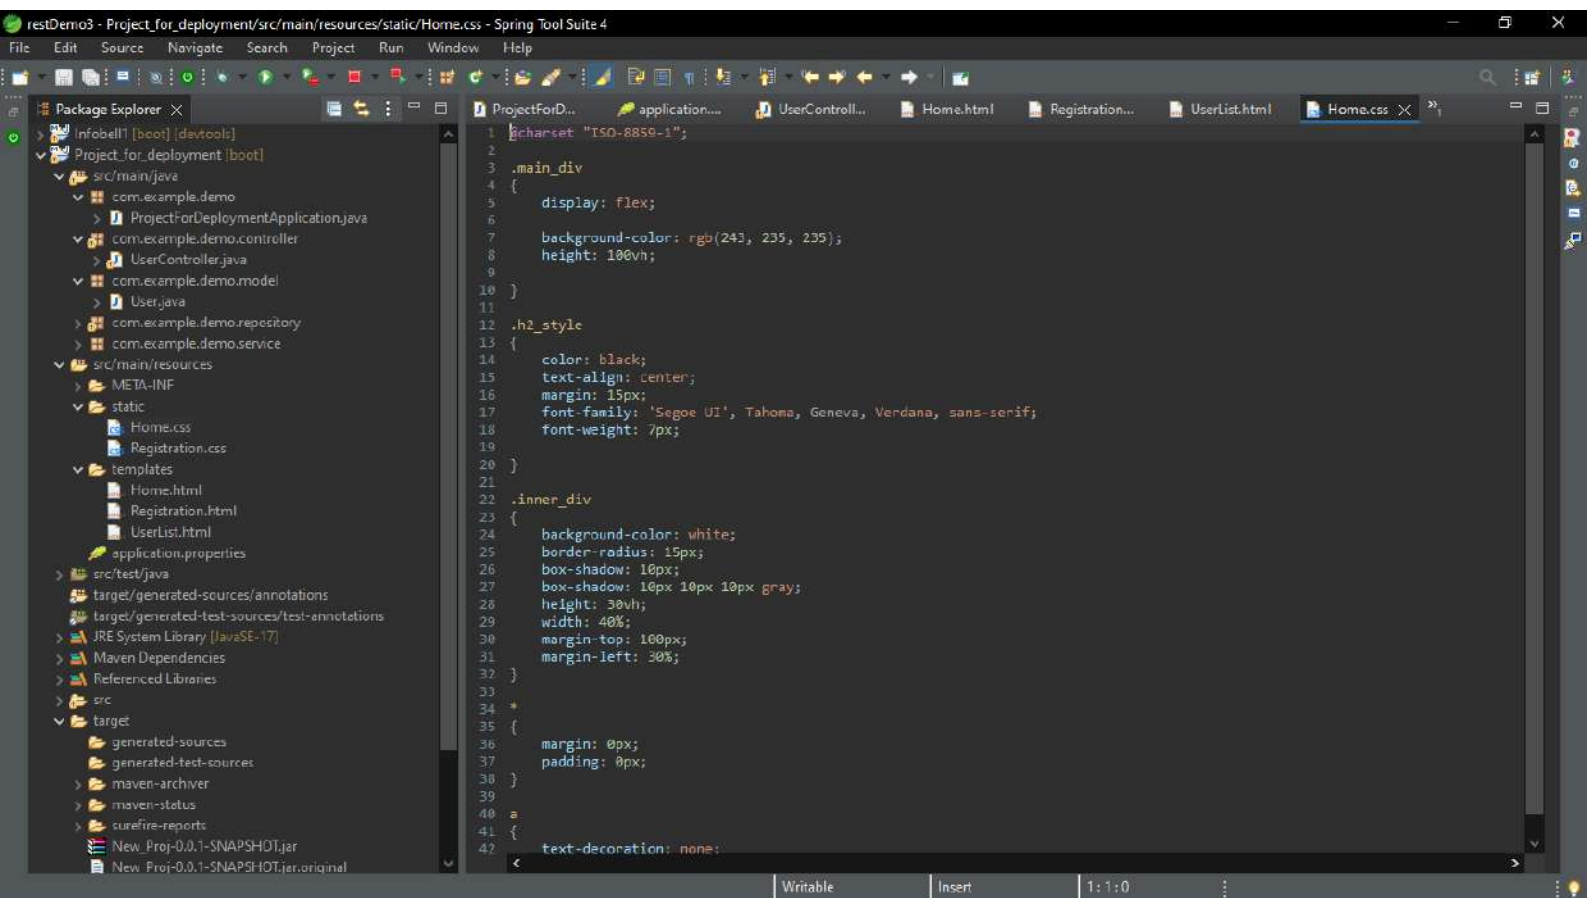 restDemo3 - Project_for_deployment/src/main/resources/static/Home.css - Spring Tool Suite 4
File Edit Source Navigate Search Project Run Window Help
Package Explorer
ProjectForD... application.... UserControll... Home.html Registration... UserList.html Home.css »1
Infobell1 [boot] [devtools]
Project_for_deployment [boot]
src/main/java
com.example.demo
ProjectForDeploymentApplication.java
com.example.demo.controller
UserController.java
com.example.demo.model
User.java
com.example.demo.repository
com.example.demo.service
src/main/resources
META-INF
static
Home.css
Registration.css
templates
Home.html
Registration.html
UserList.html
application.properties
src/test/java
target/generated-sources/annotations
target/generated-test-sources/test-annotations
JRE System Library [JavaSE-17]
Maven Dependencies
Referenced Libraries
src
target
generated-sources
generated-test-sources
maven-archiver
maven-status
surefire-reports
New_Proj-0.0.1-SNAPSHOT.jar
New_Proj-0.0.1-SNAPSHOT.jar.original
1 @charset "ISO-8859-1";
2
3 .main_div
4 {
5 display: flex;
6
7 background-color: rgb(243, 235, 235);
8 height: 100vh;
9
10 }
11
12 .h2_style
13 {
14 color: black;
15 text-align: center;
16 margin: 15px;
17 font-family: 'Segoe UI', Tahoma, Geneva, Verdana, sans-serif;
18 font-weight: 7px;
19
20 }
21
22 .inner_div
23 {
24 background-color: white;
25 border-radius: 15px;
26 box-shadow: 10px;
27 box-shadow: 10px 10px 10px gray;
28 height: 30vh;
29 width: 40%;
30 margin-top: 100px;
31 margin-left: 30%;
32 }
33
34 *
35 {
36 margin: 0px;
37 padding: 0px;
38 }
39
40 a
41 {
42 text-decoration: none;
Writable Insert 1:1:0